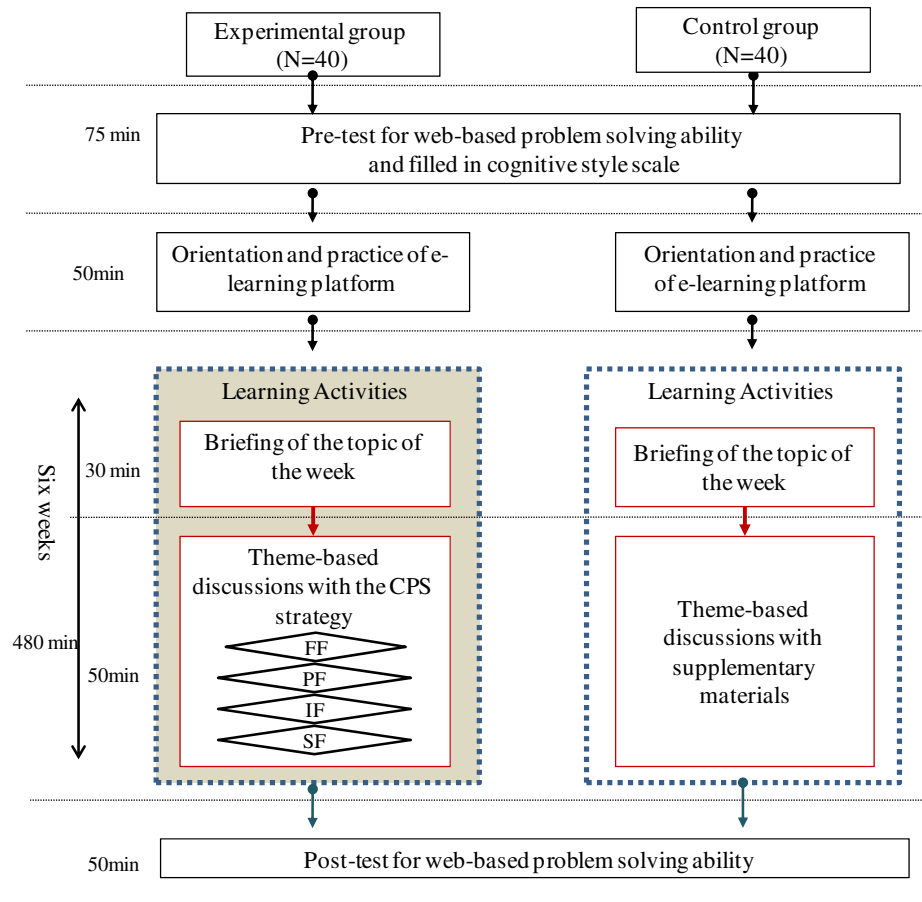 Experimental group
(N=40)
Control group
(N=40)
75 min
Pre-test for web-based problem solving ability
and filled in cognitive style scale
50min
Orientation and practice of e-
learning platform
Orientation and practice
of e-learning platform
Learning Activities
Learning Activities
Six weeks
480 min
30 min
Briefing of the topic of
the week
Briefing of the topic of
the week
50min
Theme-based
discussions with the CPS
strategy
FF
PF
IF
SF
Theme-based
discussions with
supplementary
materials
50min
Post-test for web-based problem solving ability